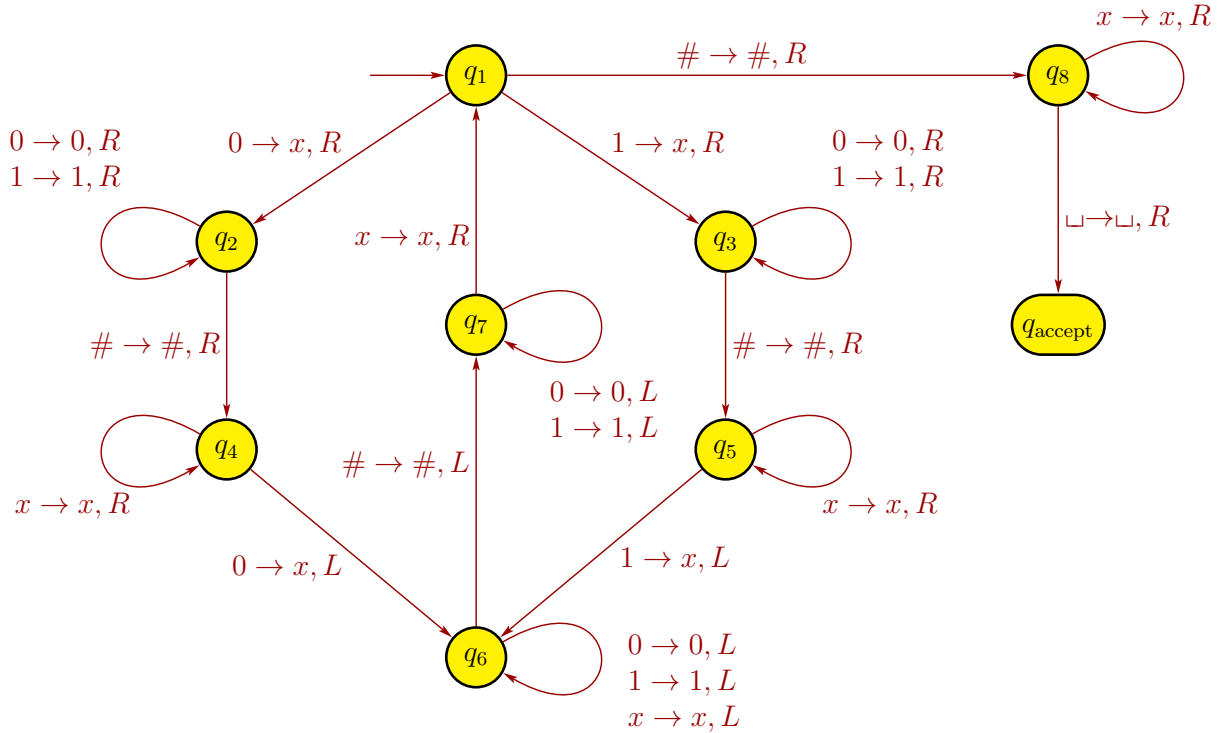 x → x, R
# → #, R
q₁
q₈
0 → 0, R
1 → 1, R
0 → x, R
1 → x, R
0 → 0, R
1 → 1, R
␣→␣, R
q₂
x → x, R
q₃
q₇
q_accept
# → #, R
# → #, R
0 → 0, L
1 → 1, L
q₄
# → #, L
q₅
x → x, R
x → x, R
0 → x, L
1 → x, L
q₆
0 → 0, L
1 → 1, L
x → x, L